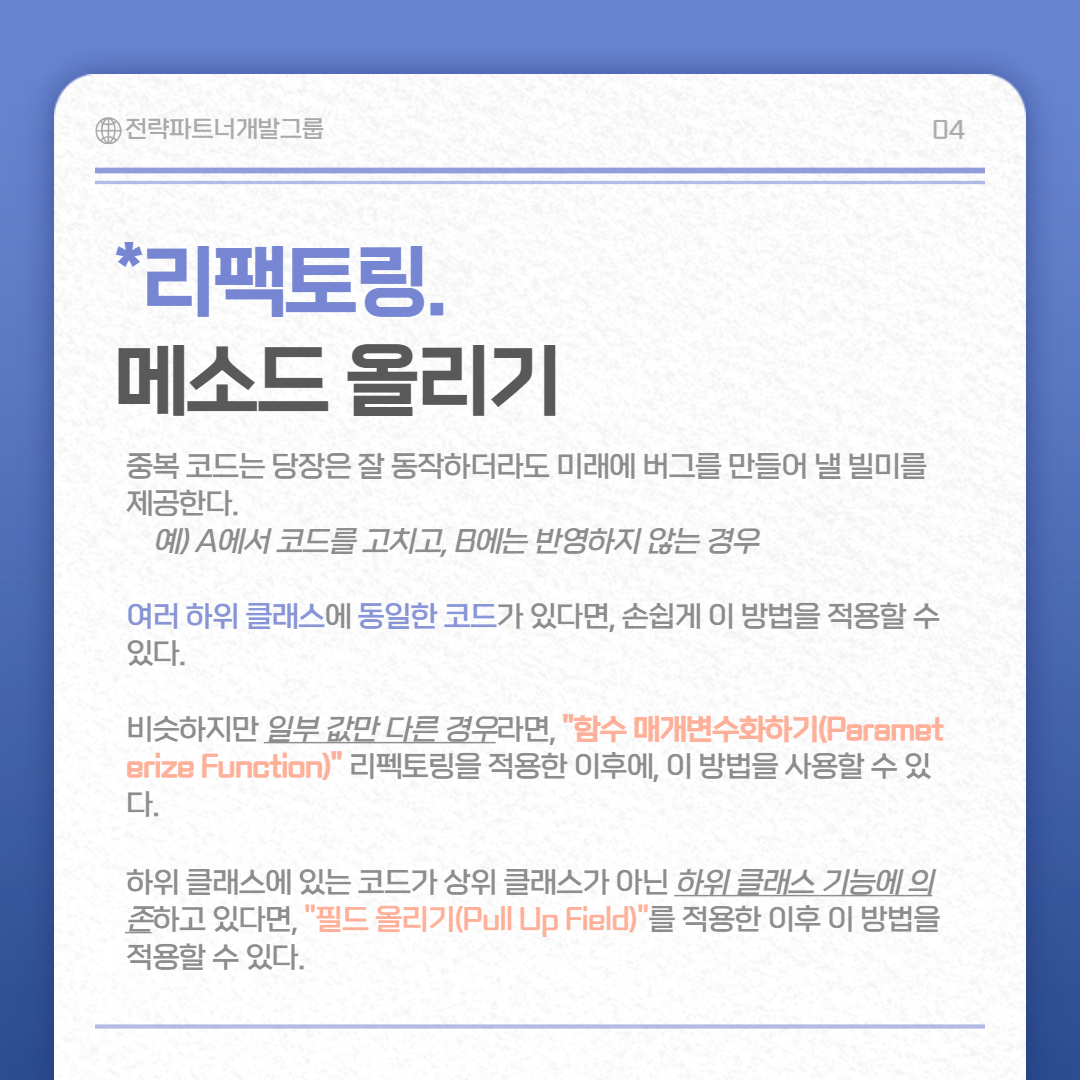 전략파트너개발그룹
04
*리팩토링.
메소드 올리기
중복 코드는 당장은 잘 동작하더라도 미래에 버그를 만들어 낼 빌미를
제공한다.
예) A에서 코드를 고치고, B에는 반영하지 않는 경우
여러 하위 클래스에 동일한 코드가 있다면, 손쉽게 이 방법을 적용할 수
있다.
비슷하지만 일부 값만 다른 경우라면, "함수 매개변수화하기(Paramet
erize Function)" 리펙토링을 적용한 이후에, 이 방법을 사용할 수 있
다.
하위 클래스에 있는 코드가 상위 클래스가 아닌 하위 클래스 기능에 의
존하고 있다면, "필드 올리기(Pull Up Field)"를 적용한 이후 이 방법을
적용할 수 있다.